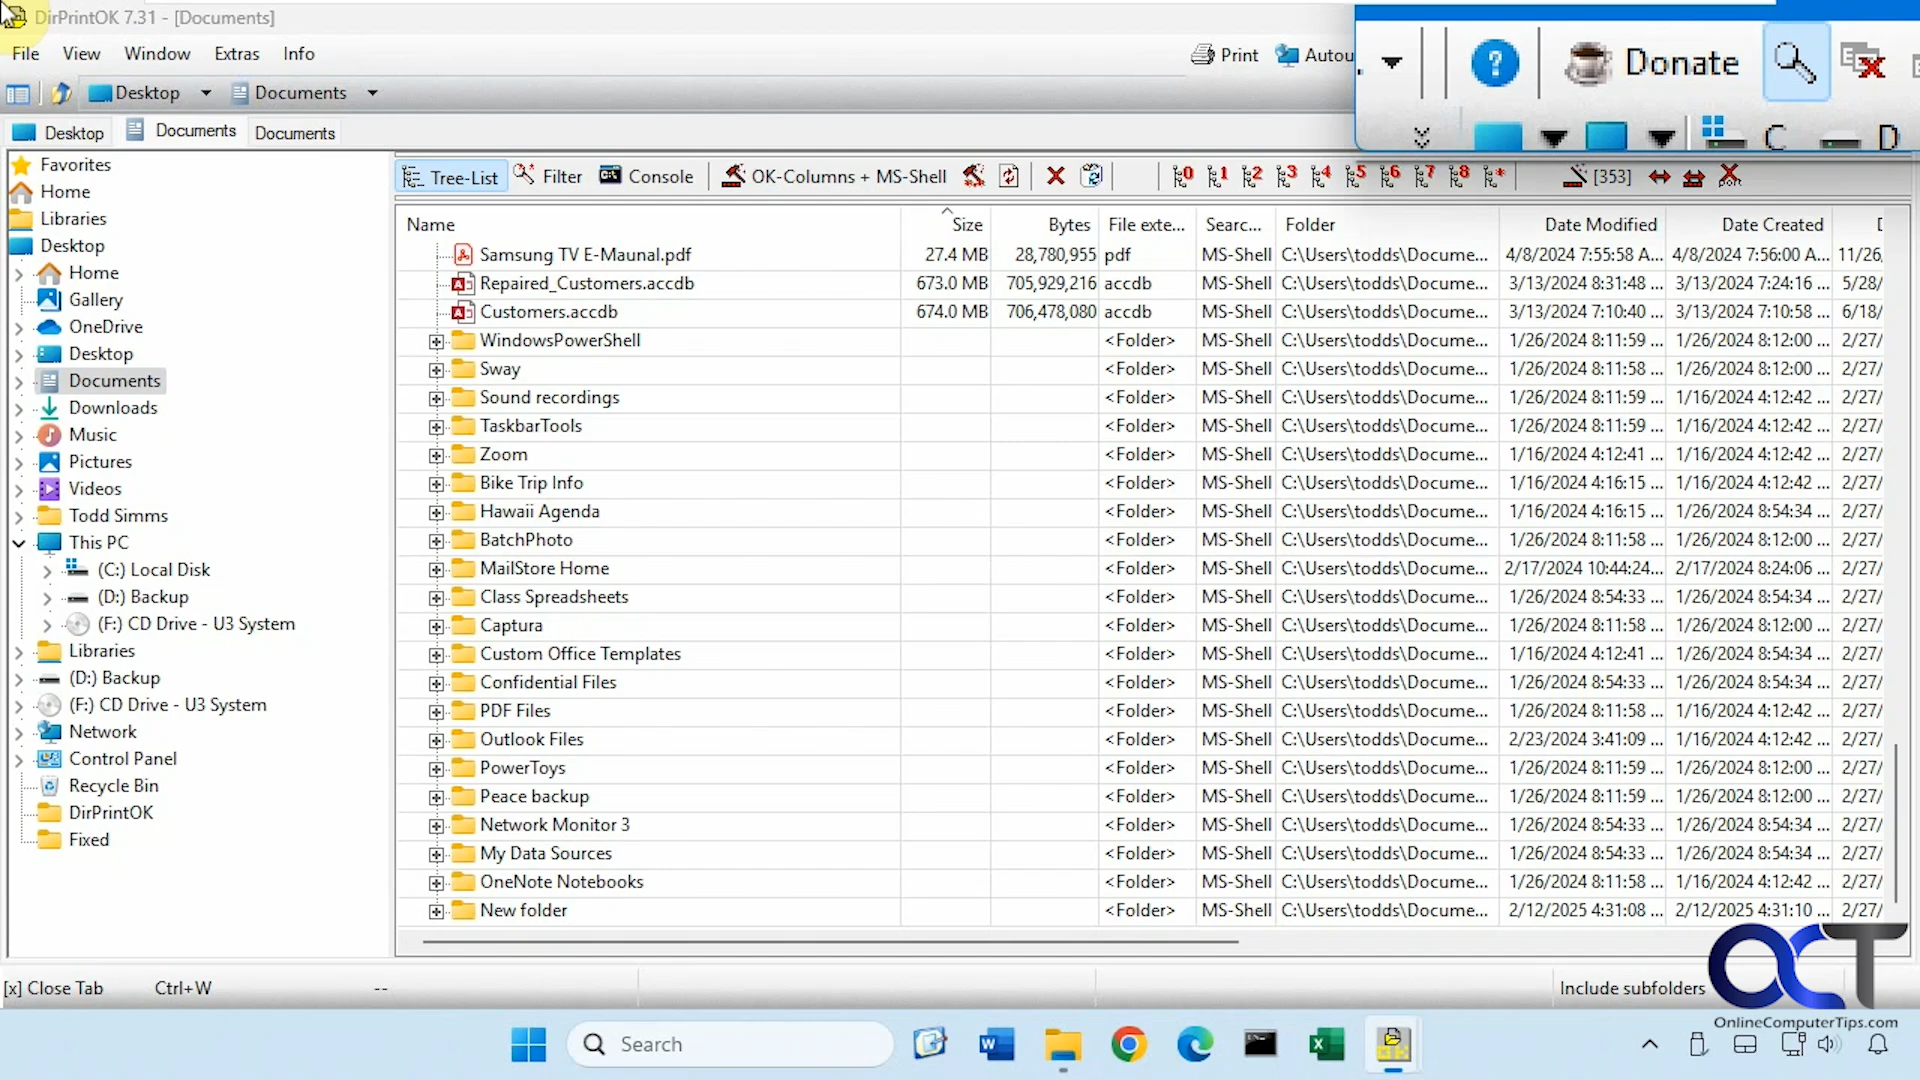 DirPrintOK 7.31 - [Documents]
File View Window Extras Info
Print Autou
Donate
Desktop Documents
C D
Desktop Documents Documents
Tree-List Filter Console OK-Columns + MS-Shell 0 1 2 3 4 5 6 7 8 * [353]
Favorites
Home
Libraries
Desktop
Home
Gallery
OneDrive
Desktop
Documents
Downloads
Music
Pictures
Videos
Todd Simms
This PC
(C:) Local Disk
(D:) Backup
(F:) CD Drive - U3 System
Libraries
(D:) Backup
(F:) CD Drive - U3 System
Network
Control Panel
Recycle Bin
DirPrintOK
Fixed
Name Size Bytes File exte... Searc... Folder Date Modified Date Created
Samsung TV E-Maunal.pdf 27.4 MB 28,780,955 pdf MS-Shell C:\Users\todds\Docume... 4/8/2024 7:55:58 A... 4/8/2024 7:56:00 A... 11/26,
Repaired_Customers.accdb 673.0 MB 705,929,216 accdb MS-Shell C:\Users\todds\Docume... 3/13/2024 8:31:48 ... 3/13/2024 7:24:16 ... 5/28/
Customers.accdb 674.0 MB 706,478,080 accdb MS-Shell C:\Users\todds\Docume... 3/13/2024 7:10:40 ... 3/13/2024 7:10:58 ... 6/18/
WindowsPowerShell <Folder> MS-Shell C:\Users\todds\Docume... 1/26/2024 8:11:59 ... 1/26/2024 8:12:00 ... 2/27/
Sway <Folder> MS-Shell C:\Users\todds\Docume... 1/26/2024 8:11:58 ... 1/26/2024 8:12:00 ... 2/27/
Sound recordings <Folder> MS-Shell C:\Users\todds\Docume... 1/26/2024 8:11:59 ... 1/16/2024 4:12:42 ... 2/27/
TaskbarTools <Folder> MS-Shell C:\Users\todds\Docume... 1/26/2024 8:11:59 ... 1/16/2024 4:12:42 ... 2/27/
Zoom <Folder> MS-Shell C:\Users\todds\Docume... 1/16/2024 4:12:41 ... 1/16/2024 4:12:42 ... 2/27/
Bike Trip Info <Folder> MS-Shell C:\Users\todds\Docume... 1/16/2024 4:16:15 ... 1/16/2024 4:12:42 ... 2/27/
Hawaii Agenda <Folder> MS-Shell C:\Users\todds\Docume... 1/16/2024 4:16:15 ... 1/26/2024 8:54:34 ... 2/27/
BatchPhoto <Folder> MS-Shell C:\Users\todds\Docume... 1/26/2024 8:11:58 ... 1/26/2024 8:12:00 ... 2/27/
MailStore Home <Folder> MS-Shell C:\Users\todds\Docume... 2/17/2024 10:44:24... 2/17/2024 8:24:06 ... 2/27/
Class Spreadsheets <Folder> MS-Shell C:\Users\todds\Docume... 1/26/2024 8:54:33 ... 1/26/2024 8:54:34 ... 2/27/
Captura <Folder> MS-Shell C:\Users\todds\Docume... 1/26/2024 8:11:58 ... 1/26/2024 8:12:00 ... 2/27/
Custom Office Templates <Folder> MS-Shell C:\Users\todds\Docume... 1/16/2024 4:12:41 ... 1/26/2024 8:54:34 ... 2/27/
Confidential Files <Folder> MS-Shell C:\Users\todds\Docume... 1/26/2024 8:54:33 ... 1/26/2024 8:54:34 ... 2/27/
PDF Files <Folder> MS-Shell C:\Users\todds\Docume... 1/26/2024 8:11:58 ... 1/16/2024 4:12:42 ... 2/27/
Outlook Files <Folder> MS-Shell C:\Users\todds\Docume... 2/23/2024 3:41:09 ... 1/16/2024 4:12:42 ... 2/27/
PowerToys <Folder> MS-Shell C:\Users\todds\Docume... 1/26/2024 8:11:59 ... 1/26/2024 8:12:00 ... 2/27/
Peace backup <Folder> MS-Shell C:\Users\todds\Docume... 1/26/2024 8:11:59 ... 1/26/2024 8:12:00 ... 2/27/
Network Monitor 3 <Folder> MS-Shell C:\Users\todds\Docume... 1/26/2024 8:54:33 ... 1/26/2024 8:54:34 ... 2/27/
My Data Sources <Folder> MS-Shell C:\Users\todds\Docume... 1/26/2024 8:54:33 ... 1/26/2024 8:54:34 ... 2/27/
OneNote Notebooks <Folder> MS-Shell C:\Users\todds\Docume... 1/26/2024 8:11:58 ... 1/16/2024 4:12:42 ... 2/27/
New folder <Folder> MS-Shell C:\Users\todds\Docume... 2/12/2025 4:31:08 ... 2/12/2025 4:31:10 ... 2/27/
[x] Close Tab Ctrl+W -- Include subfolders
OCT
OnlineComputerTips.com
Search